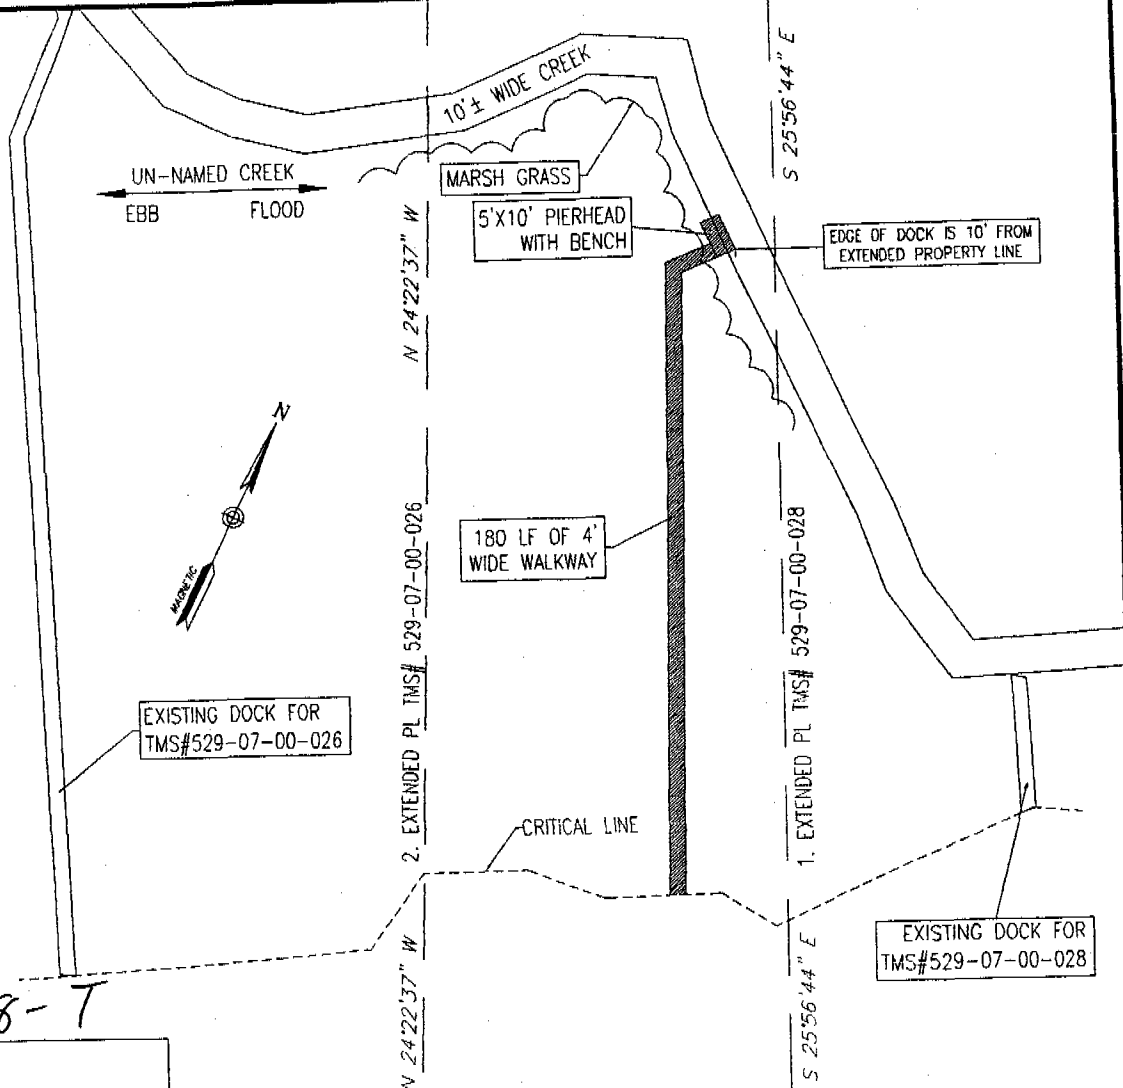 10'± WIDE CREEK
S 25°56'44" E
UN-NAMED CREEK
EBB FLOOD
MARSH GRASS
5'X10' PIERHEAD
WITH BENCH
EDGE OF DOCK IS 10' FROM
EXTENDED PROPERTY LINE
N 24°22'37" W
N
MAGNETIC
180 LF OF 4'
WIDE WALKWAY
2. EXTENDED PL TMS# 529-07-00-026
1. EXTENDED PL TMS# 529-07-00-028
EXISTING DOCK FOR
TMS#529-07-00-026
CRITICAL LINE
EXISTING DOCK FOR
TMS#529-07-00-028
N 24°22'37" W
S 25°56'44" E
8-T